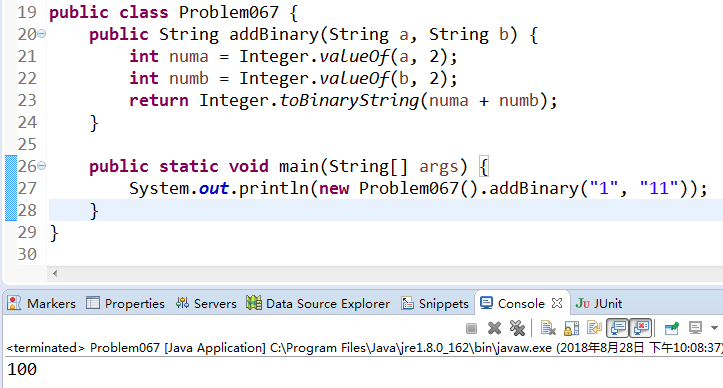 19 public class Problem067 {
20 public String addBinary(String a, String b) {
21 int numa = Integer.valueOf(a, 2);
22 int numb = Integer.valueOf(b, 2);
23 return Integer.toBinaryString(numa + numb);
24 }
25
26 public static void main(String[] args) {
27 System.out.println(new Problem067().addBinary("1", "11"));
28 }
29 }
30
Markers Properties Servers Data Source Explorer Snippets Console JUnit
<terminated> Problem067 [Java Application] C:\Program Files\Java\jre1.8.0_162\bin\javaw.exe (2018年8月28日 下午10:08:37)
100